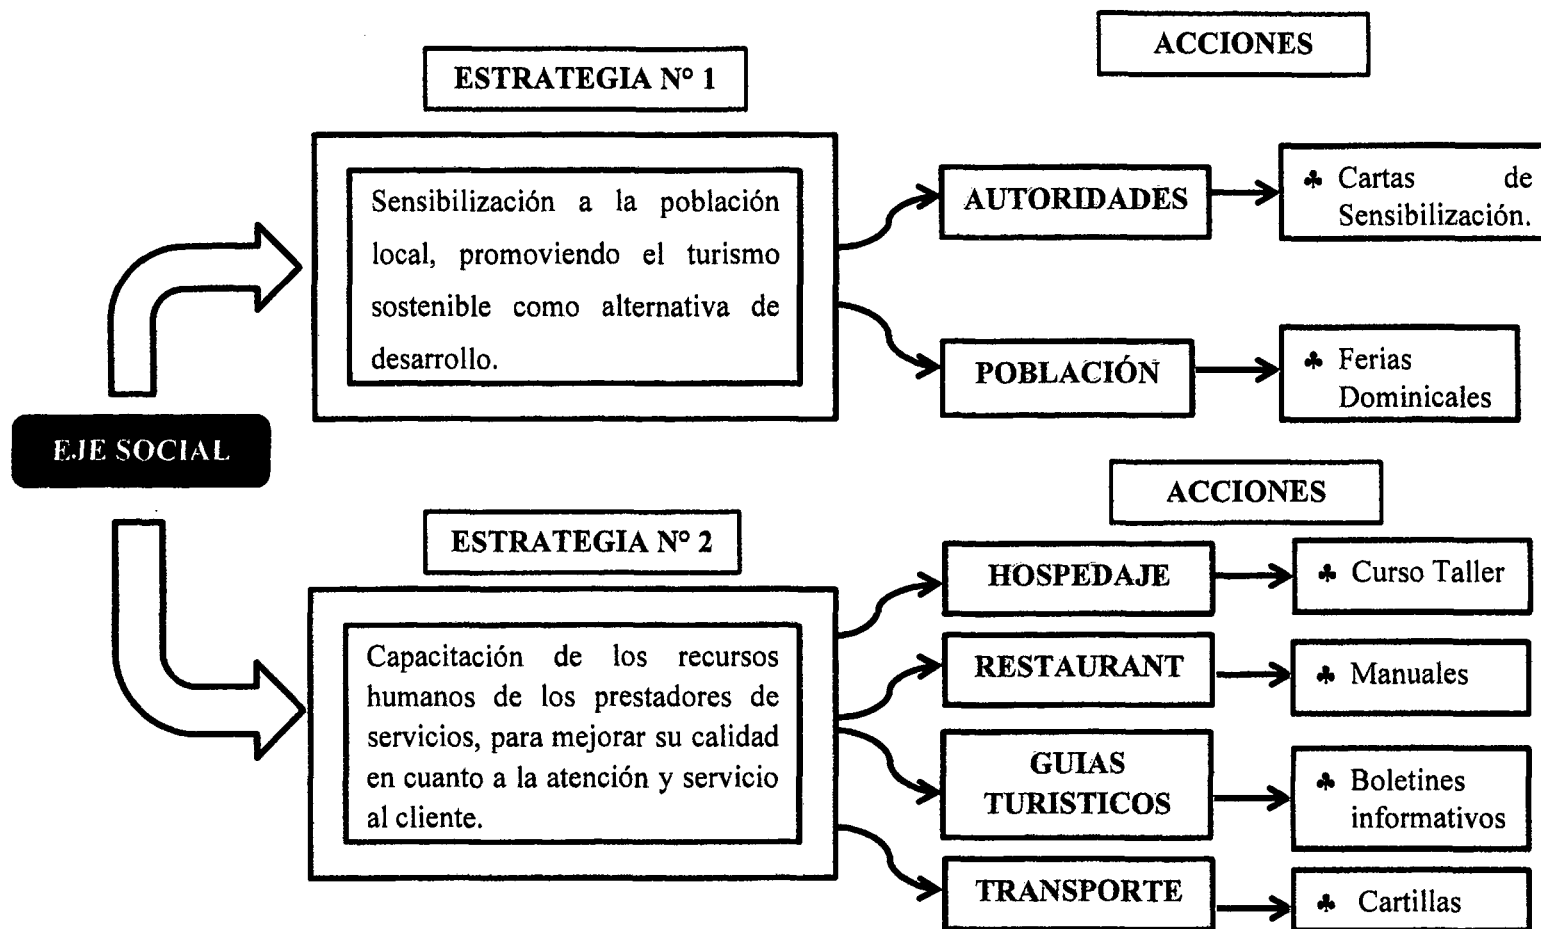 ACCIONES
ESTRATEGIA Nº 1
Sensibilización a la población
local, promoviendo el turismo
sostenible como alternativa de
desarrollo.
AUTORIDADES
♣ Cartas de
Sensibilización.
POBLACIÓN
♣ Ferias
Dominicales
EJE SOCIAL
ACCIONES
ESTRATEGIA Nº 2
Capacitación de los recursos
humanos de los prestadores de
servicios, para mejorar su calidad
en cuanto a la atención y servicio
al cliente.
HOSPEDAJE
♣ Curso Taller
RESTAURANT
♣ Manuales
GUIAS
TURISTICOS
♣ Boletines
informativos
TRANSPORTE
♣ Cartillas